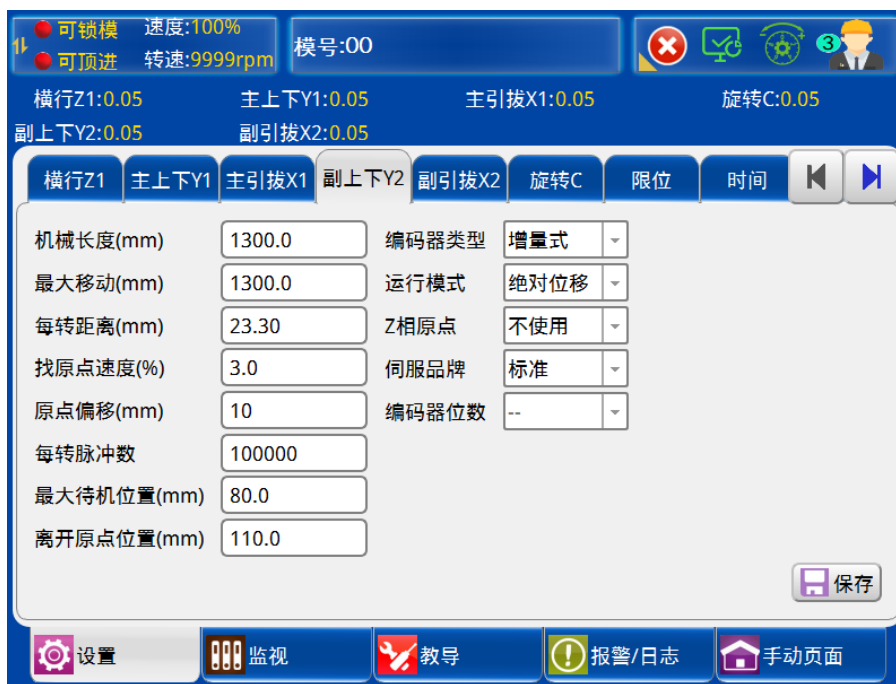 可锁模 速度:100%
可顶进 转速:9999rpm
模号:00
3
横行Z1:0.05 主上下Y1:0.05 主引拔X1:0.05 旋转C:0.05
副上下Y2:0.05 副引拔X2:0.05
横行Z1 主上下Y1 主引拔X1 副上下Y2 副引拔X2 旋转C 限位 时间
机械长度(mm) 1300.0 编码器类型 增量式
最大移动(mm) 1300.0 运行模式 绝对位移
每转距离(mm) 23.30 Z相原点 不使用
找原点速度(%) 3.0 伺服品牌 标准
原点偏移(mm) 10 编码器位数 --
每转脉冲数 100000
最大待机位置(mm) 80.0
离开原点位置(mm) 110.0
保存
设置 监视 教导 报警/日志 手动页面